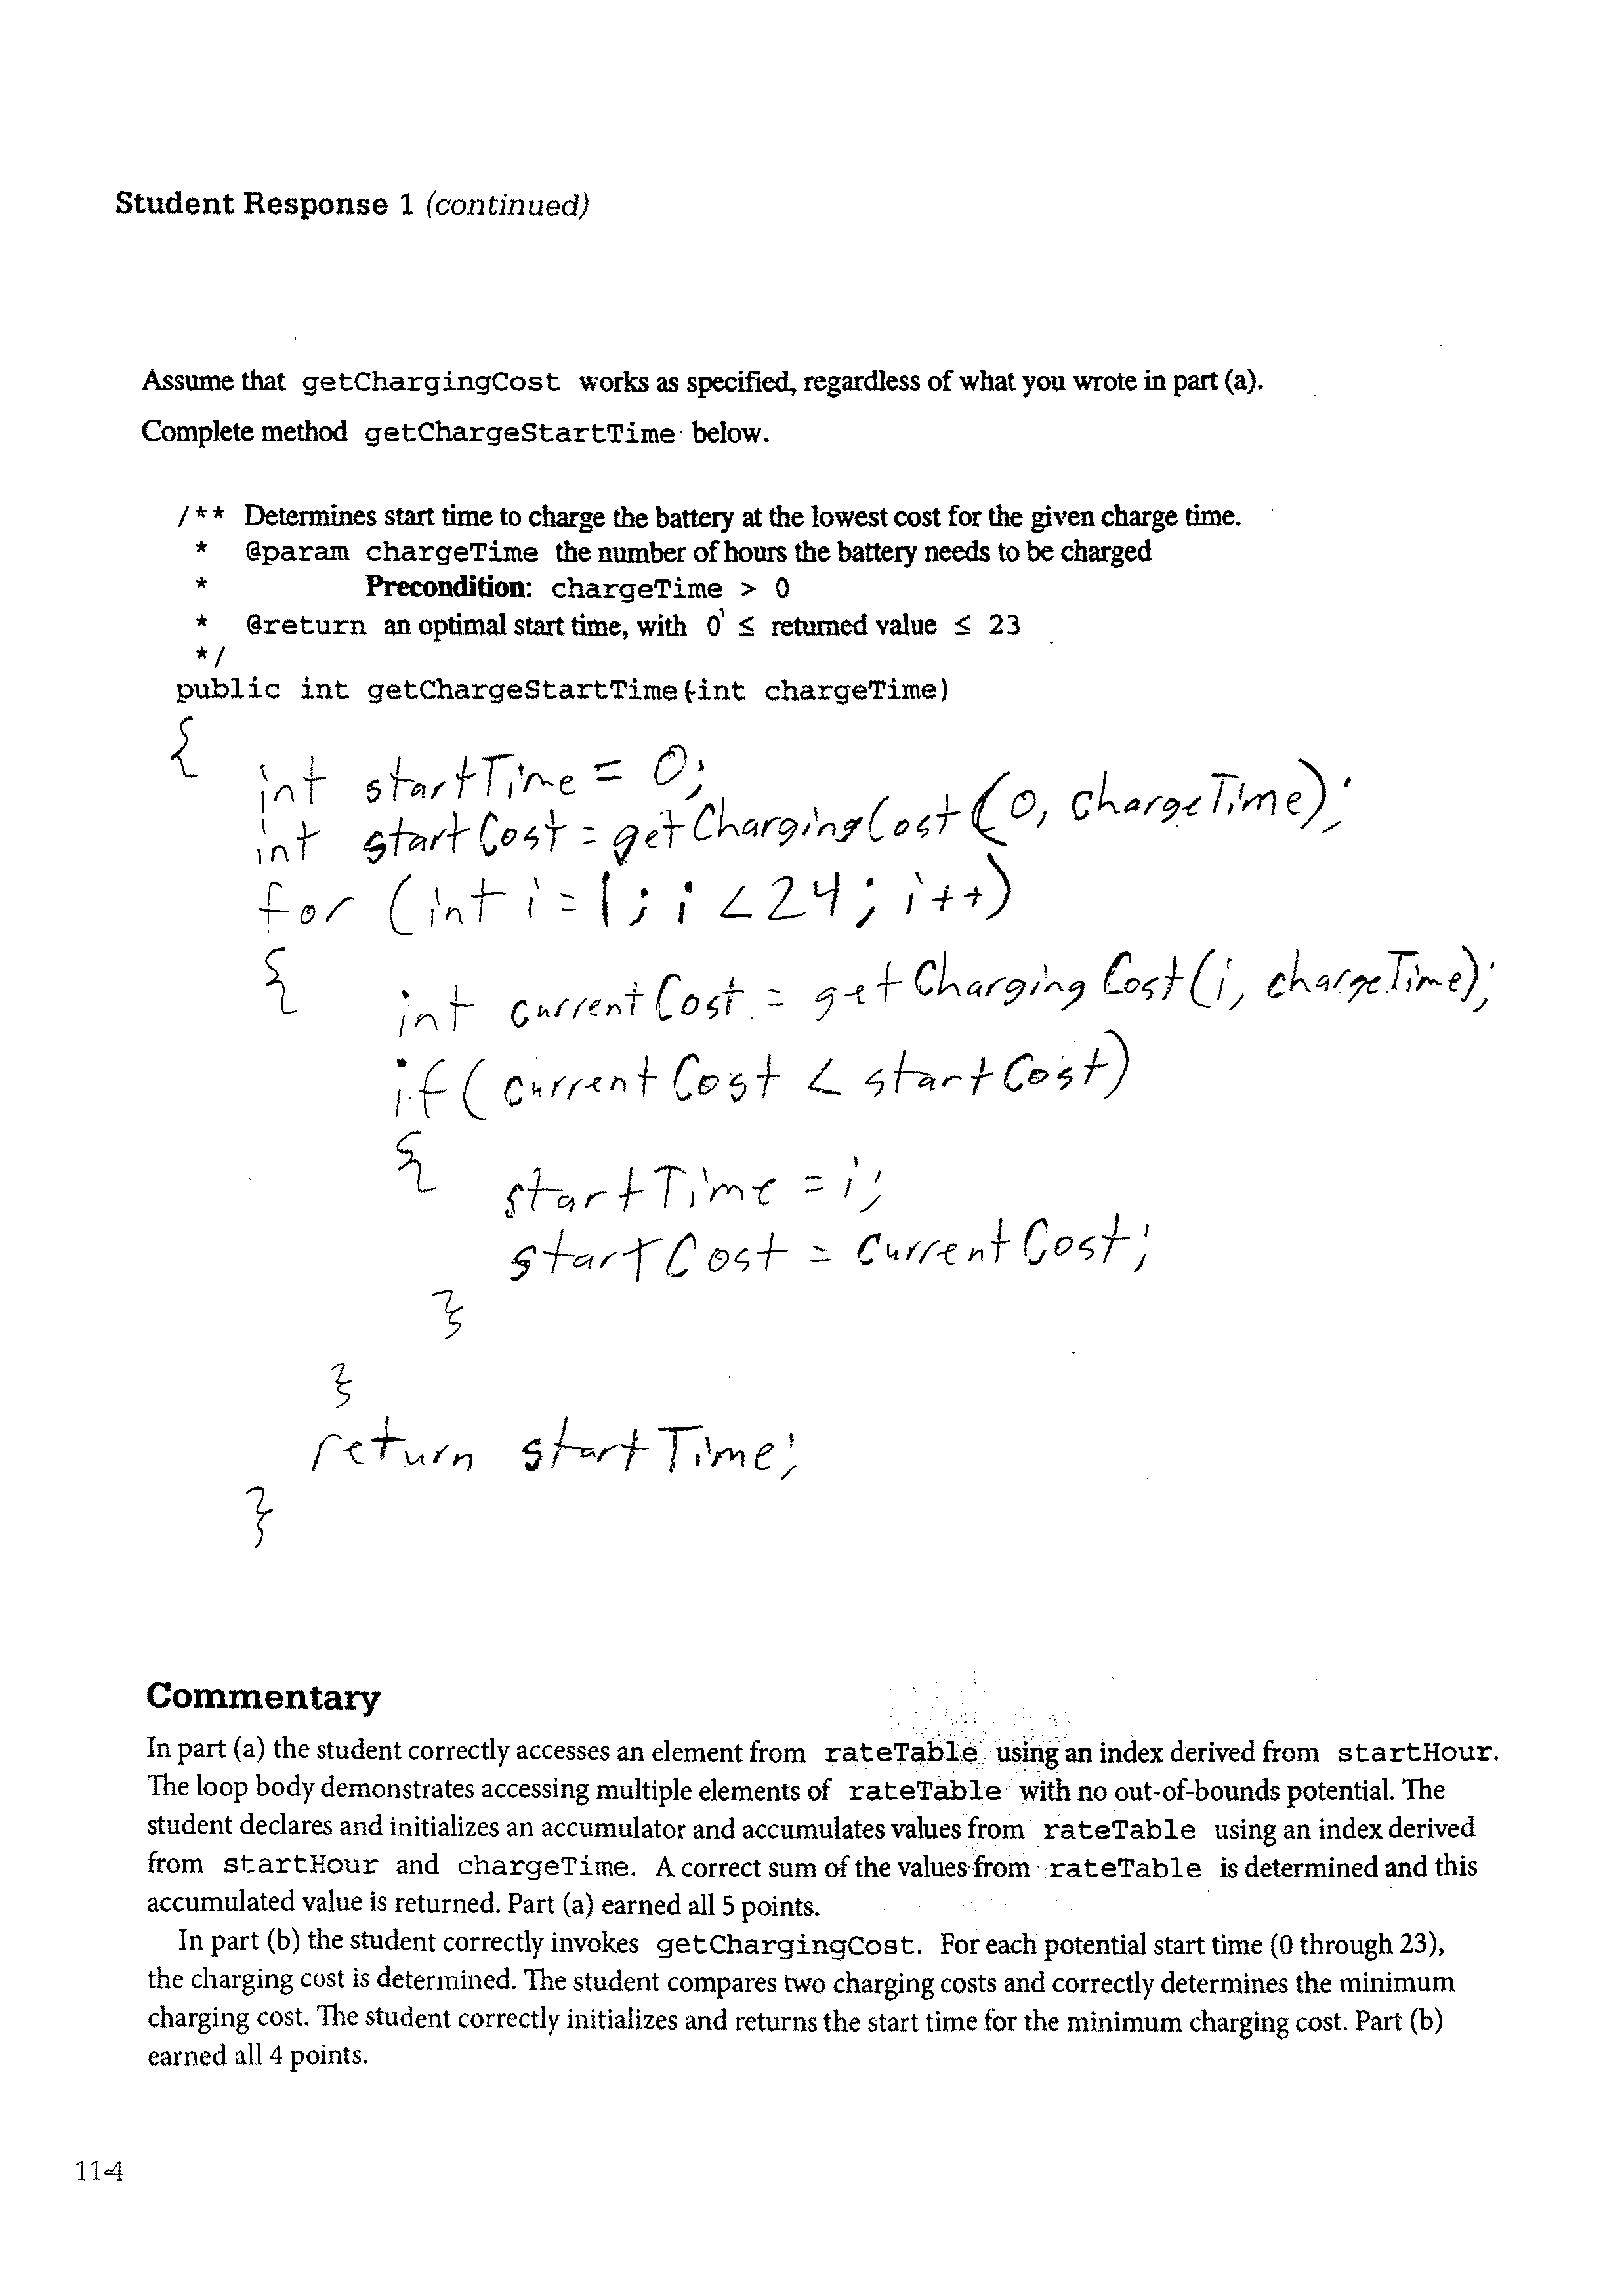 Student Response 1 (continued)
Assume that getChargingCost works as specified, regardless of what you wrote in part (a).
Complete method getChargeStartTime below.
/** Determines start time to charge the battery at the lowest cost for the given charge time.
* @param chargeTime the number of hours the battery needs to be charged
* Precondition: chargeTime > 0
* @return an optimal start time, with 0 ≤ returned value ≤ 23
*/
public int getChargeStartTime(int chargeTime)
{
int startTime = 0;
int startCost = getChargingCost(0, chargeTime);
for (int i = 1; i < 24; i++)
{
int currentCost = getChargingCost(i, chargeTime);
if (currentCost < startCost)
{
startTime = i;
startCost = currentCost;
}
}
return startTime;
}
Commentary
In part (a) the student correctly accesses an element from rateTable using an index derived from startHour.
The loop body demonstrates accessing multiple elements of rateTable with no out-of-bounds potential. The
student declares and initializes an accumulator and accumulates values from rateTable using an index derived
from startHour and chargeTime. A correct sum of the values from rateTable is determined and this
accumulated value is returned. Part (a) earned all 5 points.
In part (b) the student correctly invokes getChargingCost. For each potential start time (0 through 23),
the charging cost is determined. The student compares two charging costs and correctly determines the minimum
charging cost. The student correctly initializes and returns the start time for the minimum charging cost. Part (b)
earned all 4 points.
114